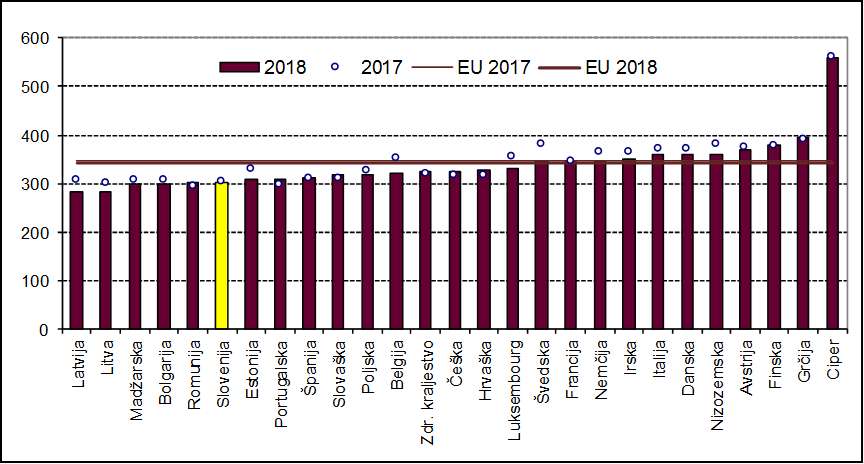 600
500
400
300
200
100
0
2018 2017 EU 2017 EU 2018
Latvija
Litva
Madžarska
Bolgarija
Romunija
Slovenija
Estonija
Portugalska
Španija
Slovaška
Poljska
Belgija
Zdr. kraljestvo
Češka
Hrvaška
Luksembourg
Švedska
Francija
Nemčija
Irska
Italija
Danska
Nizozemska
Avstrija
Finska
Grčija
Ciper